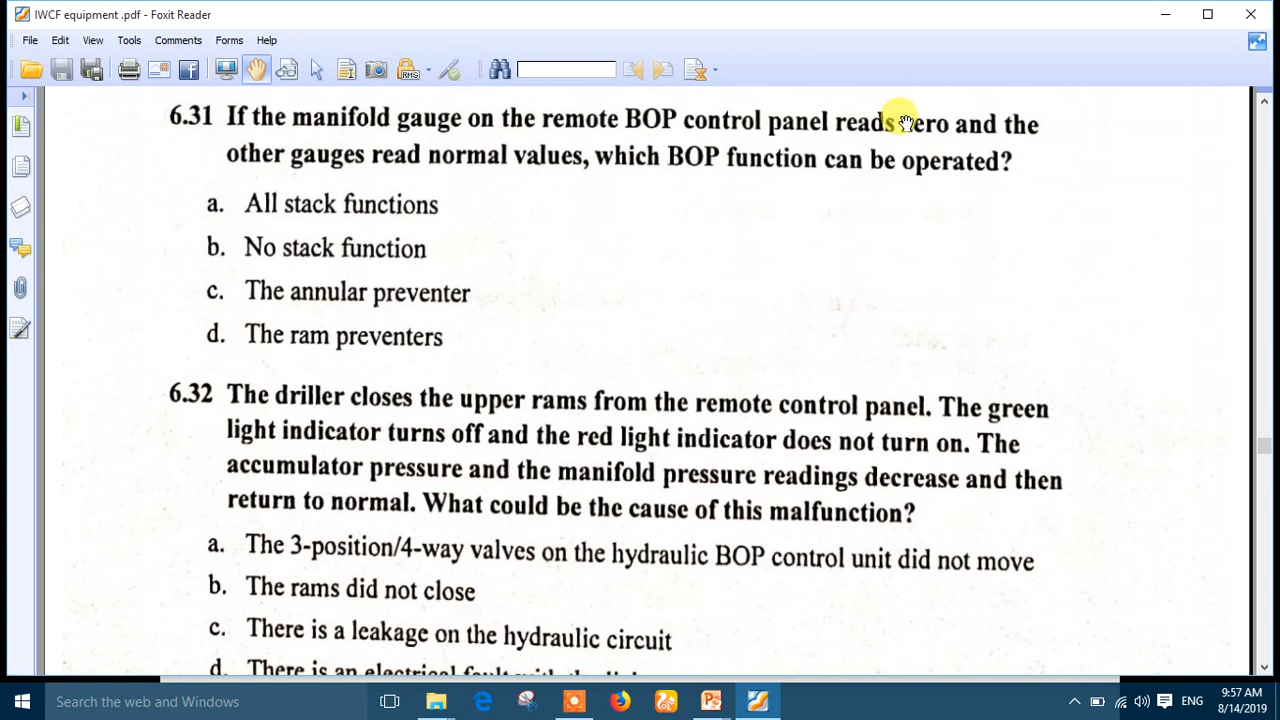 IWCF equipment .pdf - Foxit Reader
File Edit View Tools Comments Forms Help
6.31 If the manifold gauge on the remote BOP control panel reads zero and the
other gauges read normal values, which BOP function can be operated?
a. All stack functions
b. No stack function
c. The annular preventer
d. The ram preventers
6.32 The driller closes the upper rams from the remote control panel. The green
light indicator turns off and the red light indicator does not turn on. The
accumulator pressure and the manifold pressure readings decrease and then
return to normal. What could be the cause of this malfunction?
a. The 3-position/4-way valves on the hydraulic BOP control unit did not move
b. The rams did not close
c. There is a leakage on the hydraulic circuit
d. There is an electrical fault with the
Search the web and Windows
ENG
9:57 AM
8/14/2019